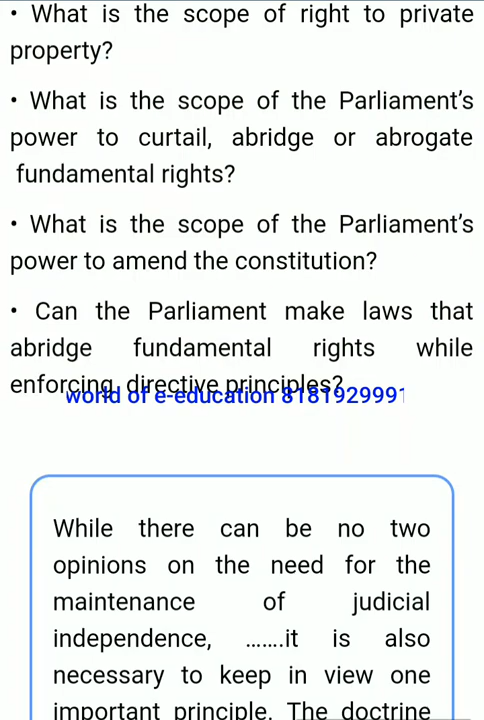 • What is the scope of right to private
property?
• What is the scope of the Parliament's
power to curtail, abridge or abrogate
fundamental rights?
• What is the scope of the Parliament's
power to amend the constitution?
• Can the Parliament make laws that
abridge fundamental rights while
enforcing directive principles?
world of e-education 8181929991
While there can be no two
opinions on the need for the
maintenance of judicial
independence, .......it is also
necessary to keep in view one
important principle. The doctrine